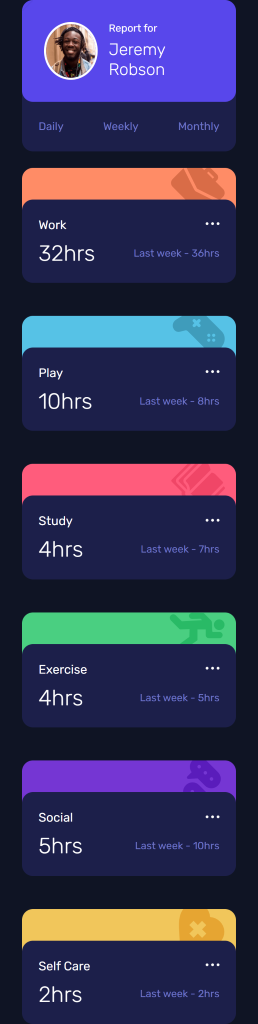 Report for
Jeremy
Robson
Daily Weekly Monthly
Work
32hrs Last week - 36hrs
Play
10hrs Last week - 8hrs
Study
4hrs Last week - 7hrs
Exercise
4hrs Last week - 5hrs
Social
5hrs Last week - 10hrs
Self Care
2hrs Last week - 2hrs